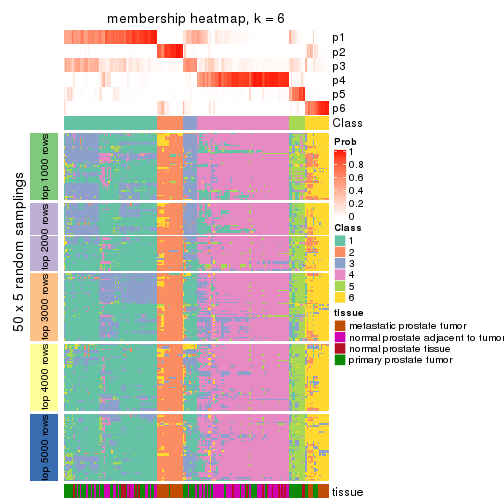 membership heatmap, k = 6
p1
p2
p3
p4
p5
p6
Class
50 x 5 random samplings
top 1000 rows
top 2000 rows
top 3000 rows
top 4000 rows
top 5000 rows
Prob
1
0.8
0.6
0.4
0.2
0
Class
1
2
3
4
5
6
tissue
metastatic prostate tumor
normal prostate adjacent to tumor
normal prostate tissue
primary prostate tumor
tissue